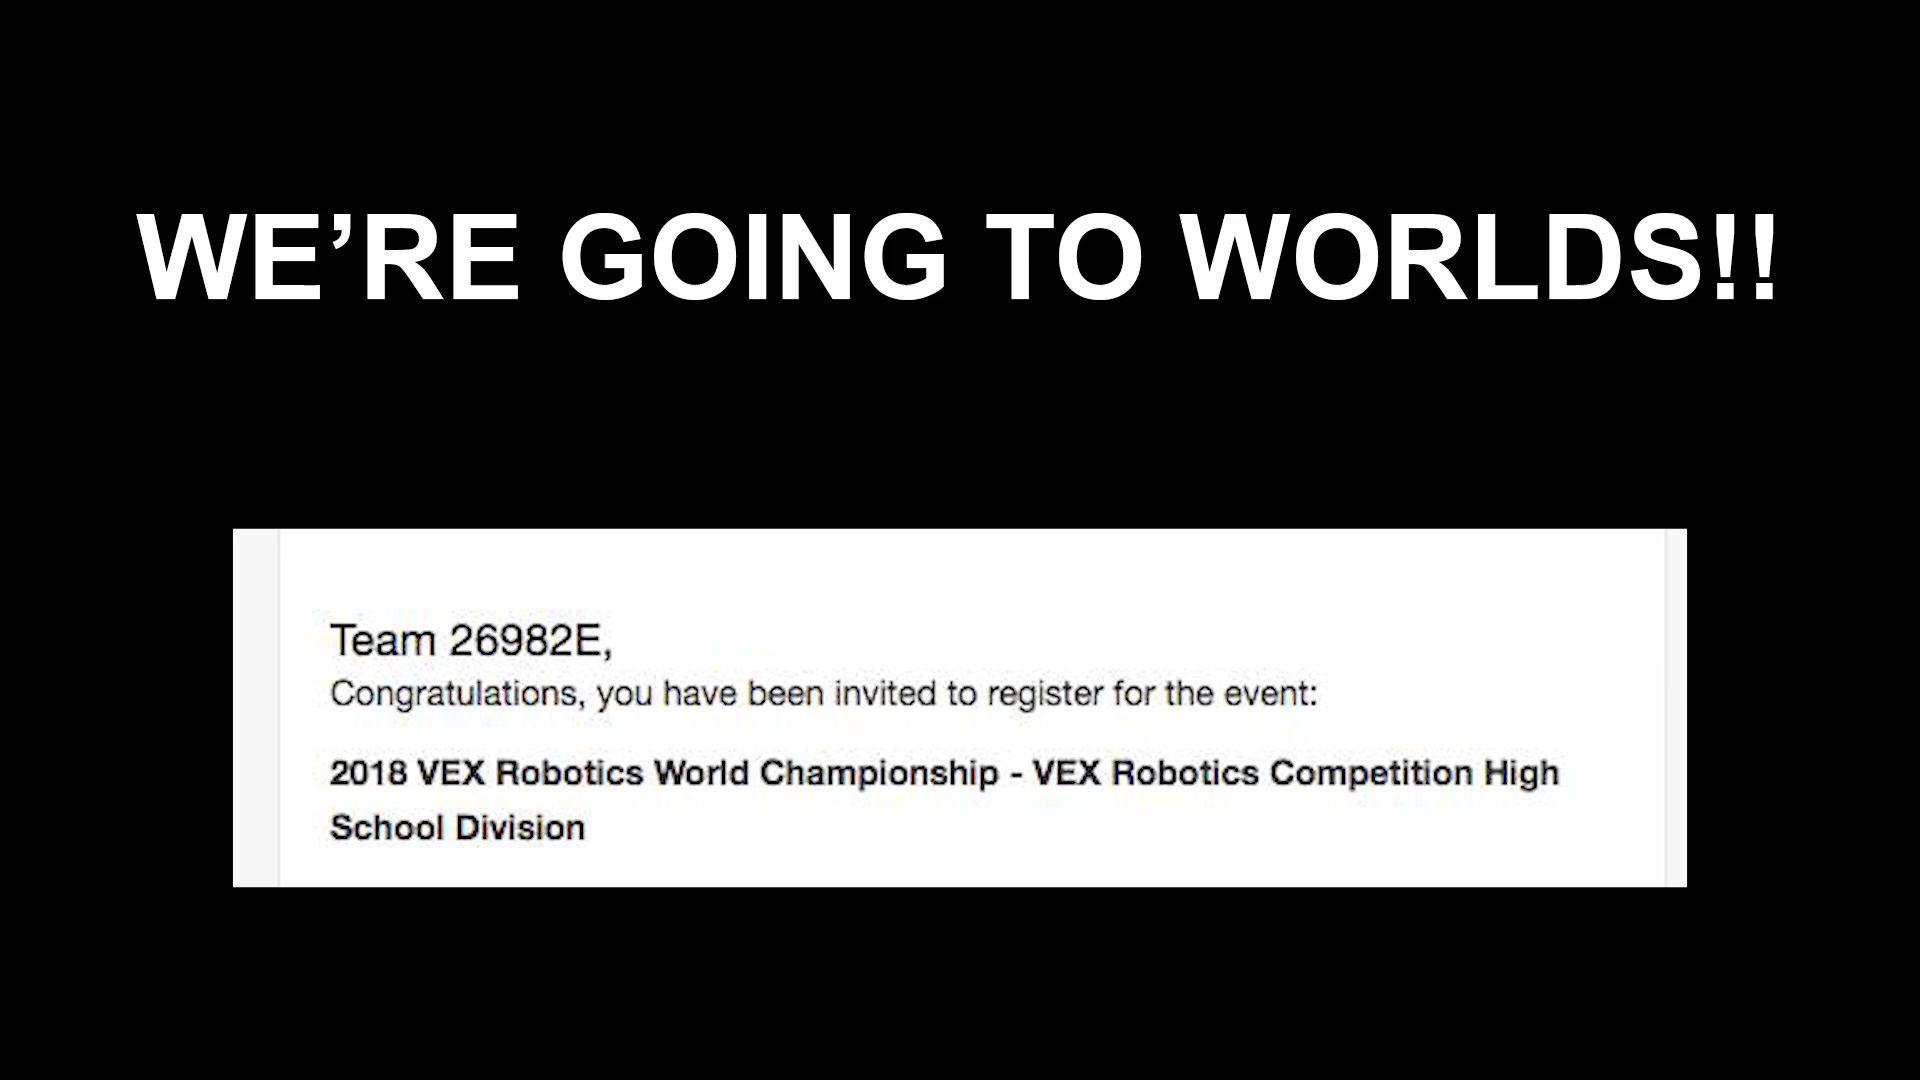 WE’RE GOING TO WORLDS!!
Team 26982E,
Congratulations, you have been invited to register for the event:
2018 VEX Robotics World Championship - VEX Robotics Competition High
School Division